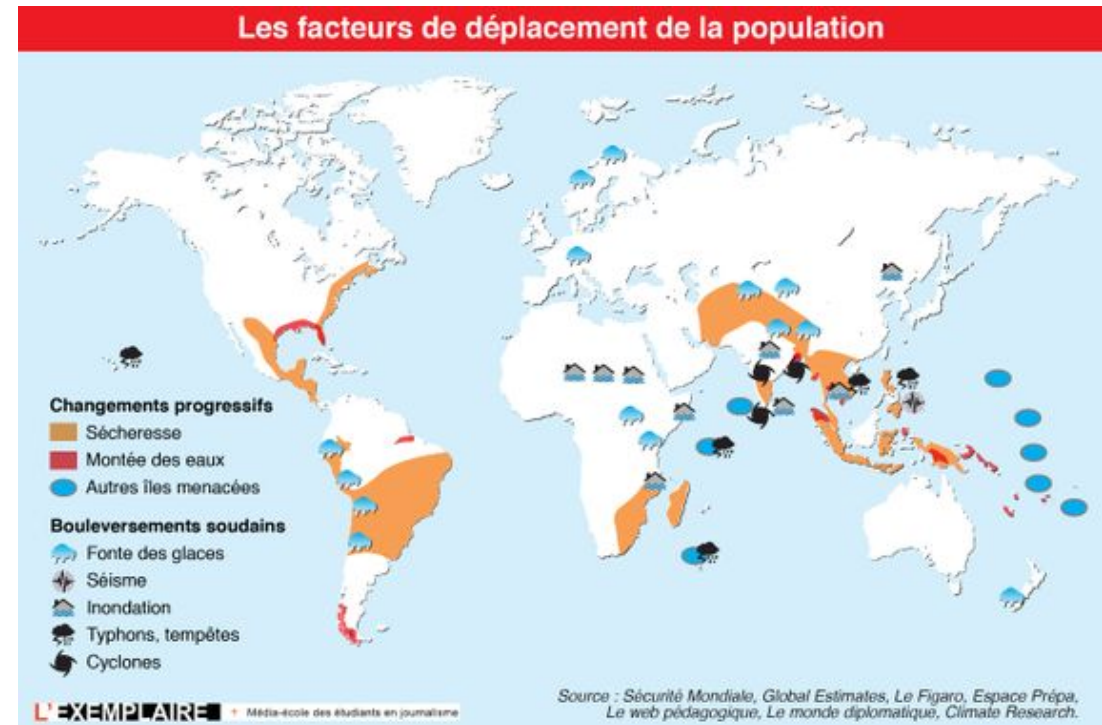 Les facteurs de déplacement de la population
Changements progressifs
Sécheresse
Montée des eaux
Autres îles menacées
Bouleversements soudains
Fonte des glaces
Séisme
Inondation
Typhons, tempêtes
Cyclones
L'EXEMPLAIRE + Média-école des étudiants en journalisme
Source : Sécurité Mondiale, Global Estimates, Le Figaro, Espace Prépa,
Le web pédagogique, Le monde diplomatique, Climate Research.